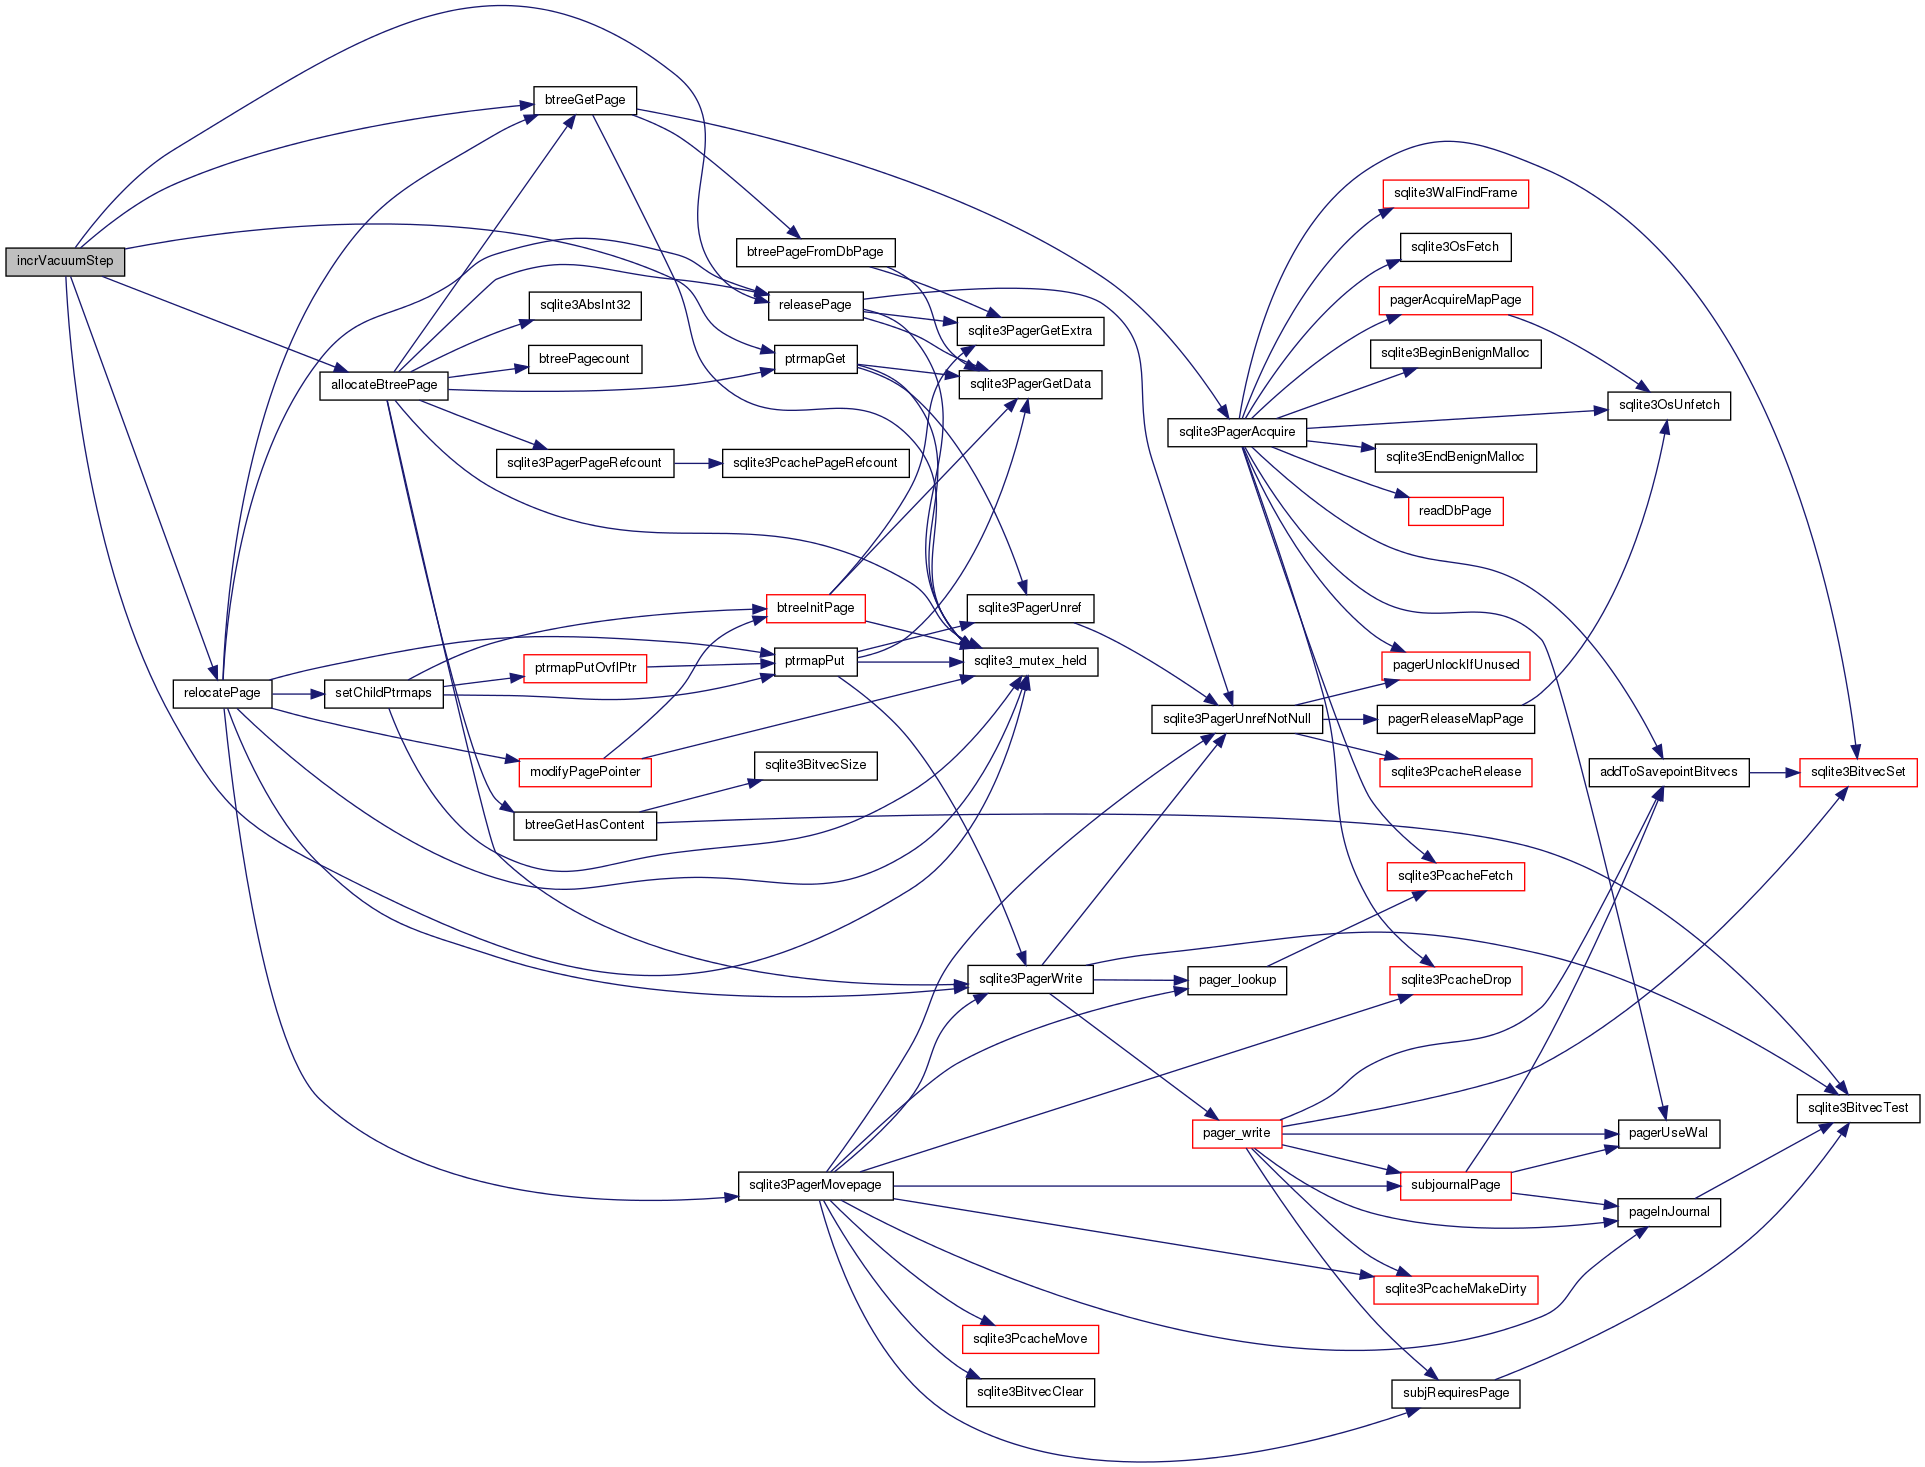 incrVacuumStep
btreeGetPage
btreePageFromDbPage
sqlite3AbsInt32
releasePage
sqlite3PagerGetExtra
btreePagecount
ptrmapGet
allocateBtreePage
sqlite3PagerGetData
sqlite3PagerPageRefcount
sqlite3PcachePageRefcount
btreeInitPage
sqlite3PagerUnref
ptrmapPutOvflPtr
ptrmapPut
sqlite3_mutex_held
relocatePage
setChildPtrmaps
modifyPagePointer
sqlite3BitvecSize
btreeGetHasContent
sqlite3PagerWrite
sqlite3PagerMovepage
sqlite3PcacheMove
sqlite3BitvecClear
sqlite3WalFindFrame
sqlite3OsFetch
pagerAcquireMapPage
sqlite3BeginBenignMalloc
sqlite3OsUnfetch
sqlite3PagerAcquire
sqlite3EndBenignMalloc
readDbPage
pagerUnlockIfUnused
sqlite3PagerUnrefNotNull
pagerReleaseMapPage
sqlite3PcacheRelease
addToSavepointBitvecs
sqlite3BitvecSet
sqlite3PcacheFetch
pager_lookup
sqlite3PcacheDrop
sqlite3BitvecTest
pager_write
pagerUseWal
subjournalPage
pageInJournal
sqlite3PcacheMakeDirty
subjRequiresPage